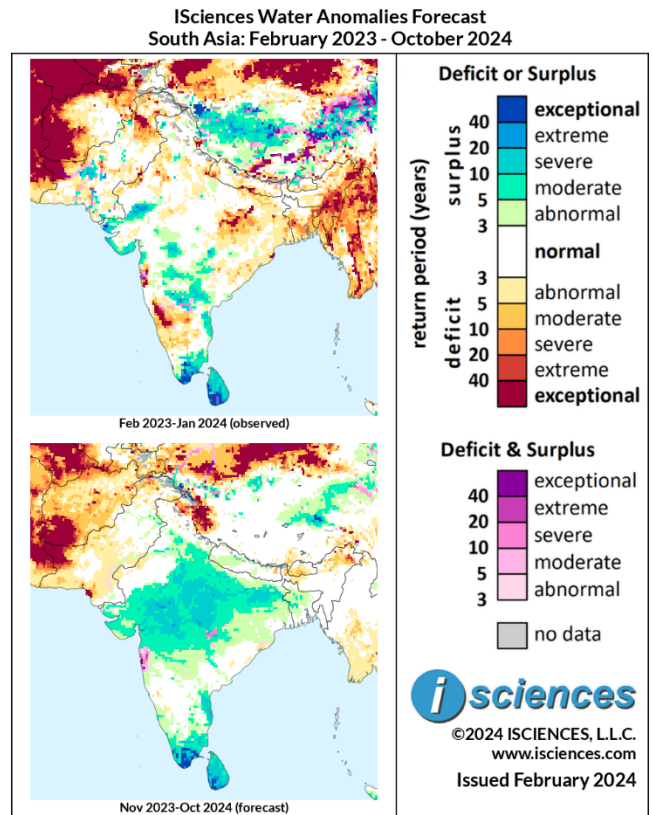 ISciences Water Anomalies Forecast
South Asia: February 2023 - October 2024
Feb 2023-Jan 2024 (observed)
Nov 2023-Oct 2024 (forecast)
Deficit or Surplus
return period (years)
surplus
deficit
40
20
10
5
3
3
5
10
20
40
exceptional
extreme
severe
moderate
abnormal
normal
abnormal
moderate
severe
extreme
exceptional
Deficit & Surplus
40
20
10
5
3
exceptional
extreme
severe
moderate
abnormal
no data
i sciences
©2024 ISCIENCES, L.L.C.
www.isciences.com
Issued February 2024